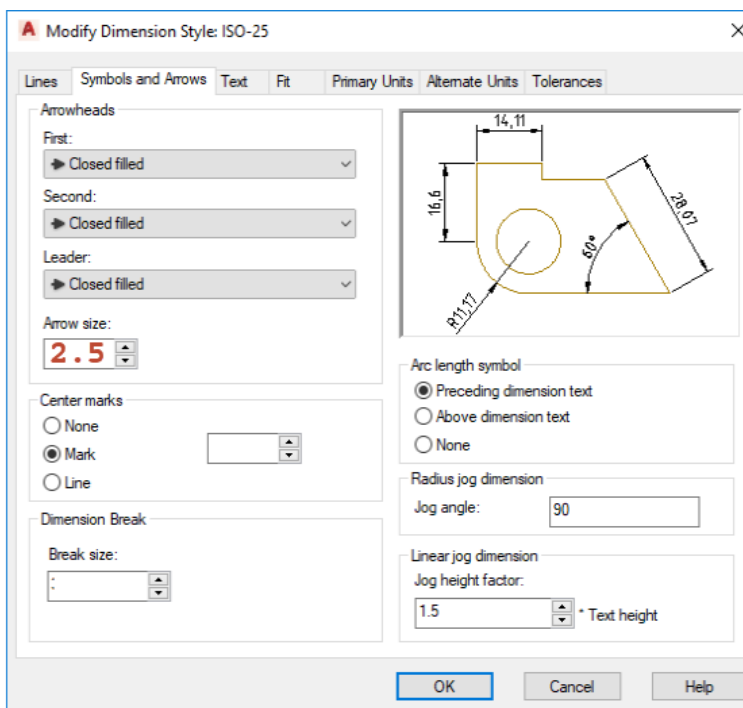 A Modify Dimension Style: ISO-25
Lines Symbols and Arrows Text Fit Primary Units Alternate Units Tolerances
Arrowheads
First:
Closed filled
Second:
Closed filled
Leader:
Closed filled
Arrow size:
2.5
Center marks
None
Mark
Line
Dimension Break
Break size:
14,11
16,6
28,07
60°
R11,17
Arc length symbol
Preceding dimension text
Above dimension text
None
Radius jog dimension
Jog angle:
90
Linear jog dimension
Jog height factor:
1.5
* Text height
OK Cancel Help